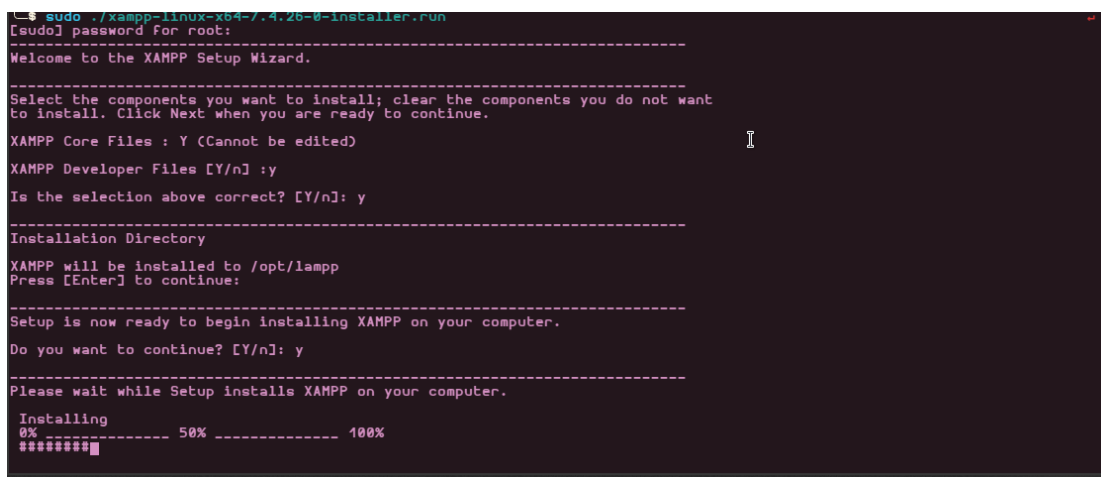 └─$ sudo ./xampp-linux-x64-7.4.26-0-installer.run
[sudo] password for root:
----------------------------------------------------------------------------
Welcome to the XAMPP Setup Wizard.
----------------------------------------------------------------------------
Select the components you want to install; clear the components you do not want
to install. Click Next when you are ready to continue.
XAMPP Core Files : Y (Cannot be edited)
XAMPP Developer Files [Y/n] :y
Is the selection above correct? [Y/n]: y
----------------------------------------------------------------------------
Installation Directory
XAMPP will be installed to /opt/lampp
Press [Enter] to continue:
----------------------------------------------------------------------------
Setup is now ready to begin installing XAMPP on your computer.
Do you want to continue? [Y/n]: y
----------------------------------------------------------------------------
Please wait while Setup installs XAMPP on your computer.
Installing
0% ______________ 50% ______________ 100%
########